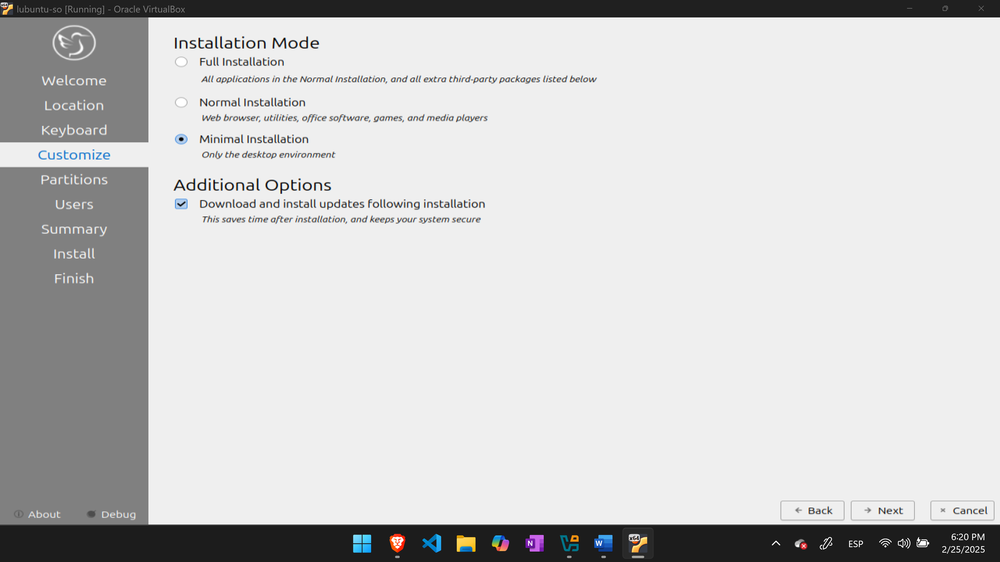 lubuntu-so [Running] - Oracle VirtualBox
Welcome
Location
Keyboard
Customize
Partitions
Users
Summary
Install
Finish
About
Debug
Installation Mode
Full Installation
All applications in the Normal Installation, and all extra third-party packages listed below
Normal Installation
Web browser, utilities, office software, games, and media players
Minimal Installation
Only the desktop environment
Additional Options
Download and install updates following installation
This saves time after installation, and keeps your system secure
Back
Next
Cancel
x64
N
W
x64
ESP
6:20 PM
2/25/2025